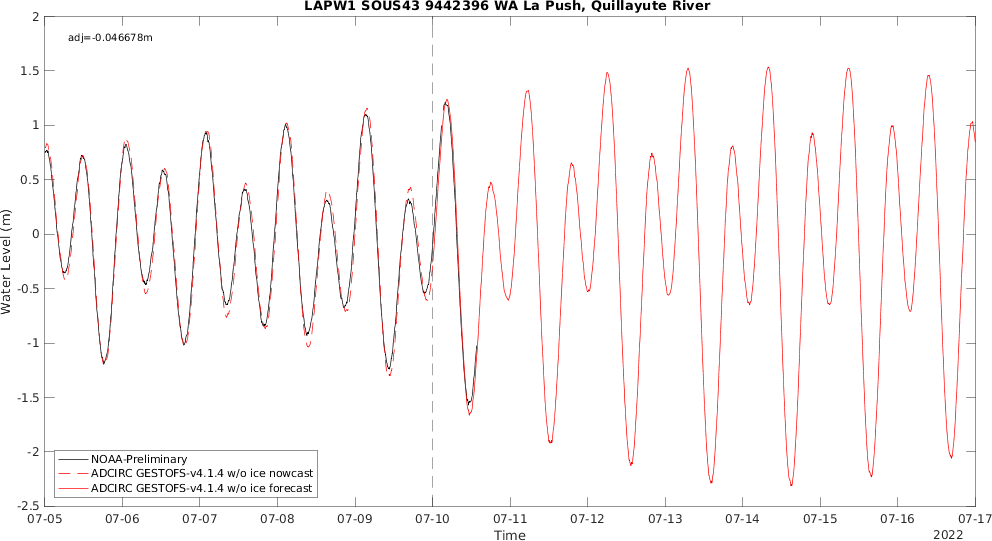 LAPW1 SOUS43 9442396 WA La Push, Quillayute River
adj=-0.046678m
2
1.5
1
0.5
0
-0.5
-1
-1.5
-2
-2.5
Water Level (m)
NOAA-Preliminary
ADCIRC GESTOFS-v4.1.4 w/o ice nowcast
ADCIRC GESTOFS-v4.1.4 w/o ice forecast
07-05 07-06 07-07 07-08 07-09 07-10 07-11 07-12 07-13 07-14 07-15 07-16 07-17
Time
2022